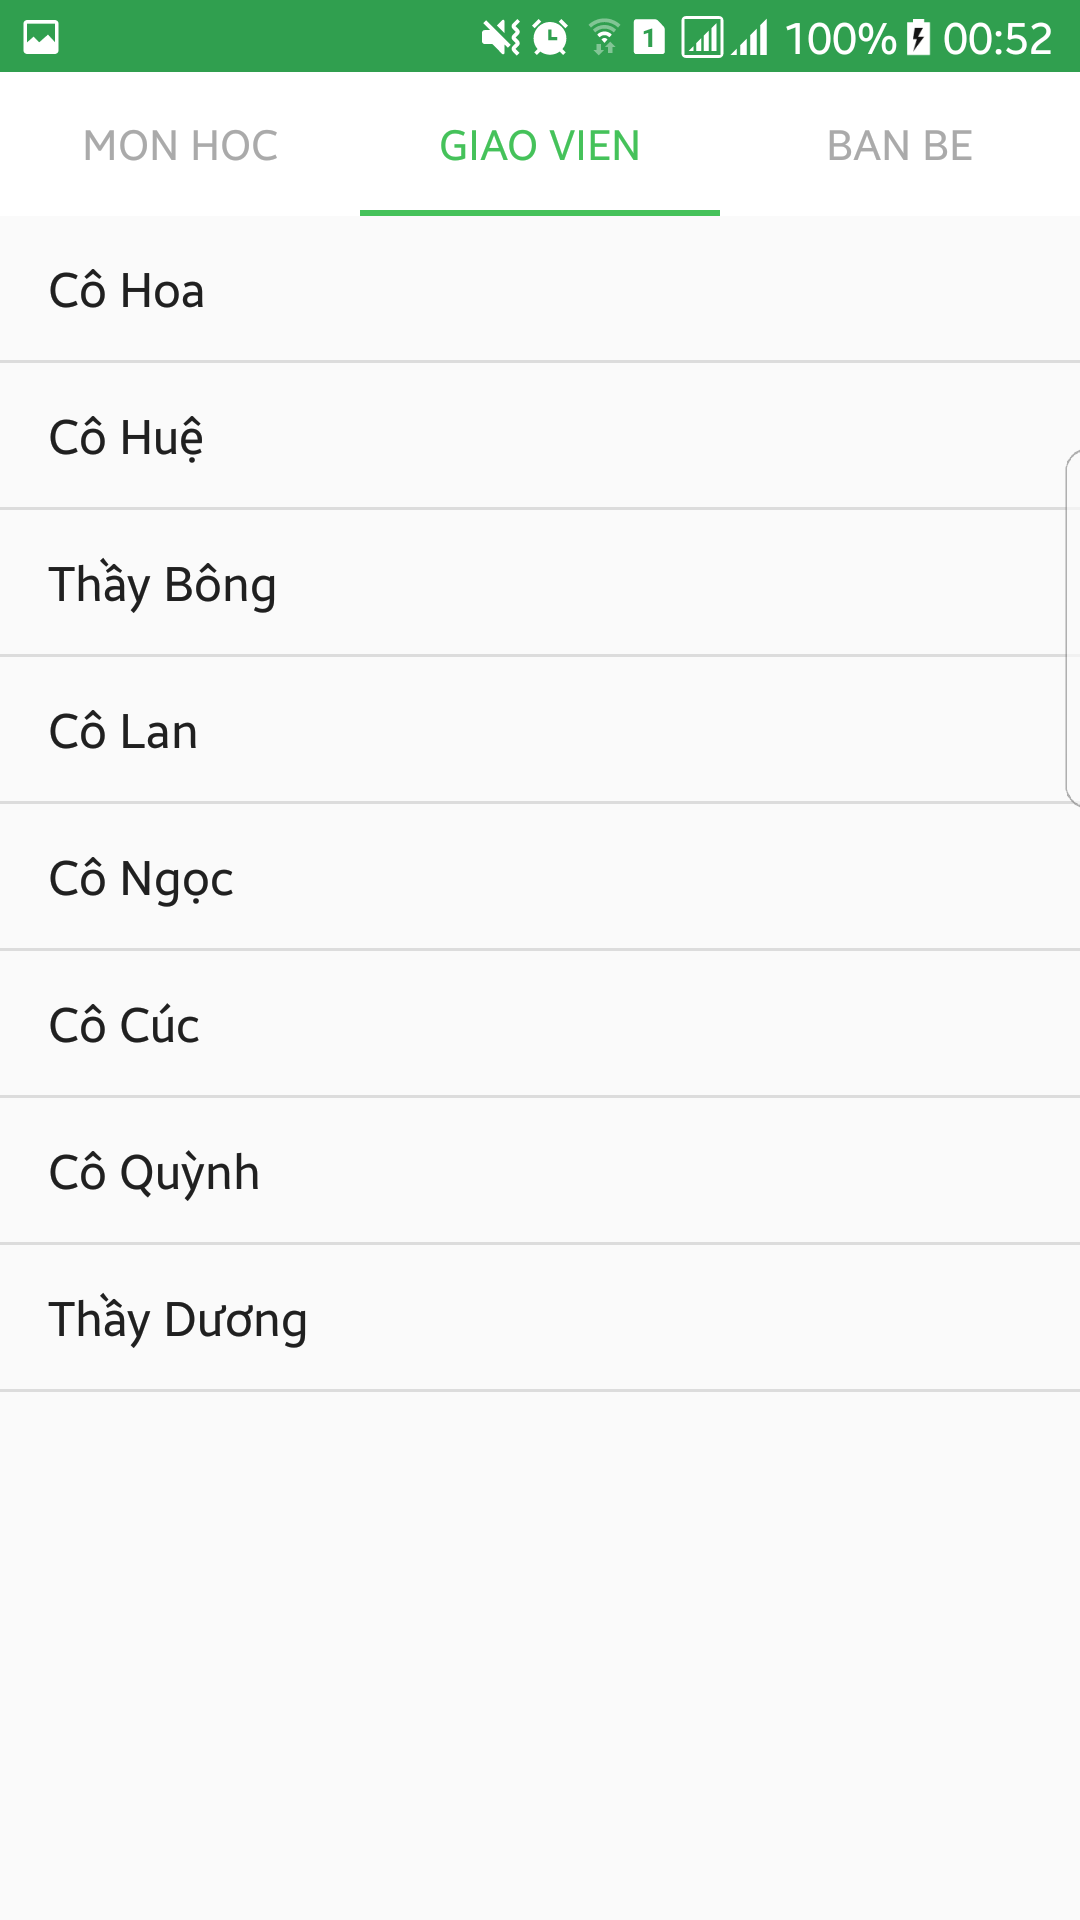 1 100% 00:52
MON HOC GIAO VIEN BAN BE
Cô Hoa
Cô Huệ
Thầy Bông
Cô Lan
Cô Ngọc
Cô Cúc
Cô Quỳnh
Thầy Dương